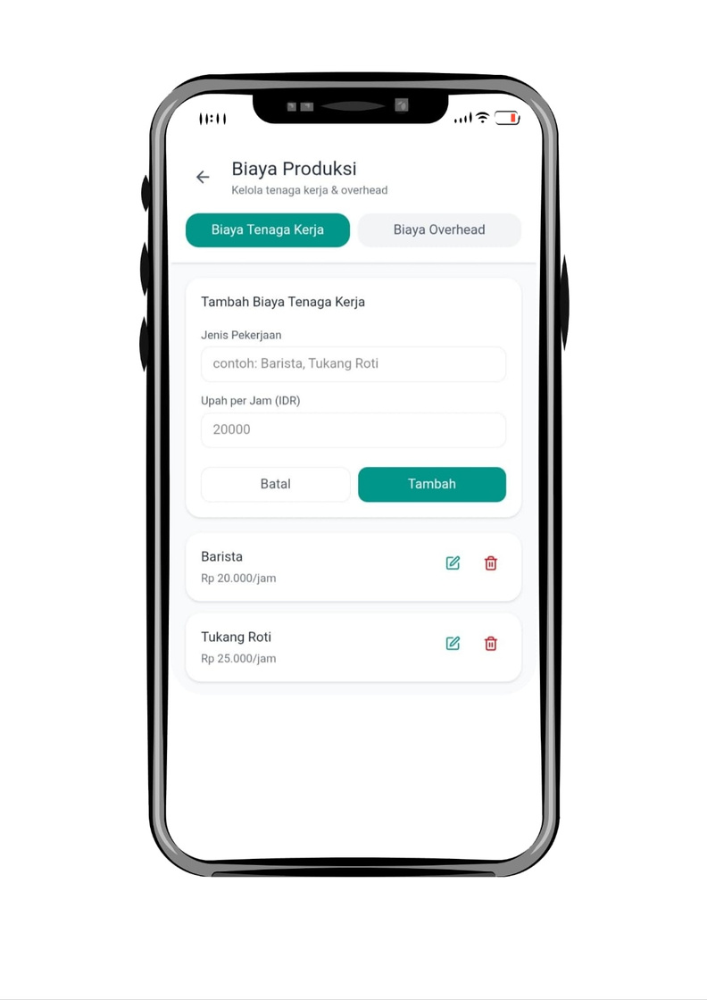 11:11
Biaya Produksi
Kelola tenaga kerja & overhead
Biaya Tenaga Kerja
Biaya Overhead
Tambah Biaya Tenaga Kerja
Jenis Pekerjaan
contoh: Barista, Tukang Roti
Upah per Jam (IDR)
20000
Batal
Tambah
Barista
Rp 20.000/jam
Tukang Roti
Rp 25.000/jam